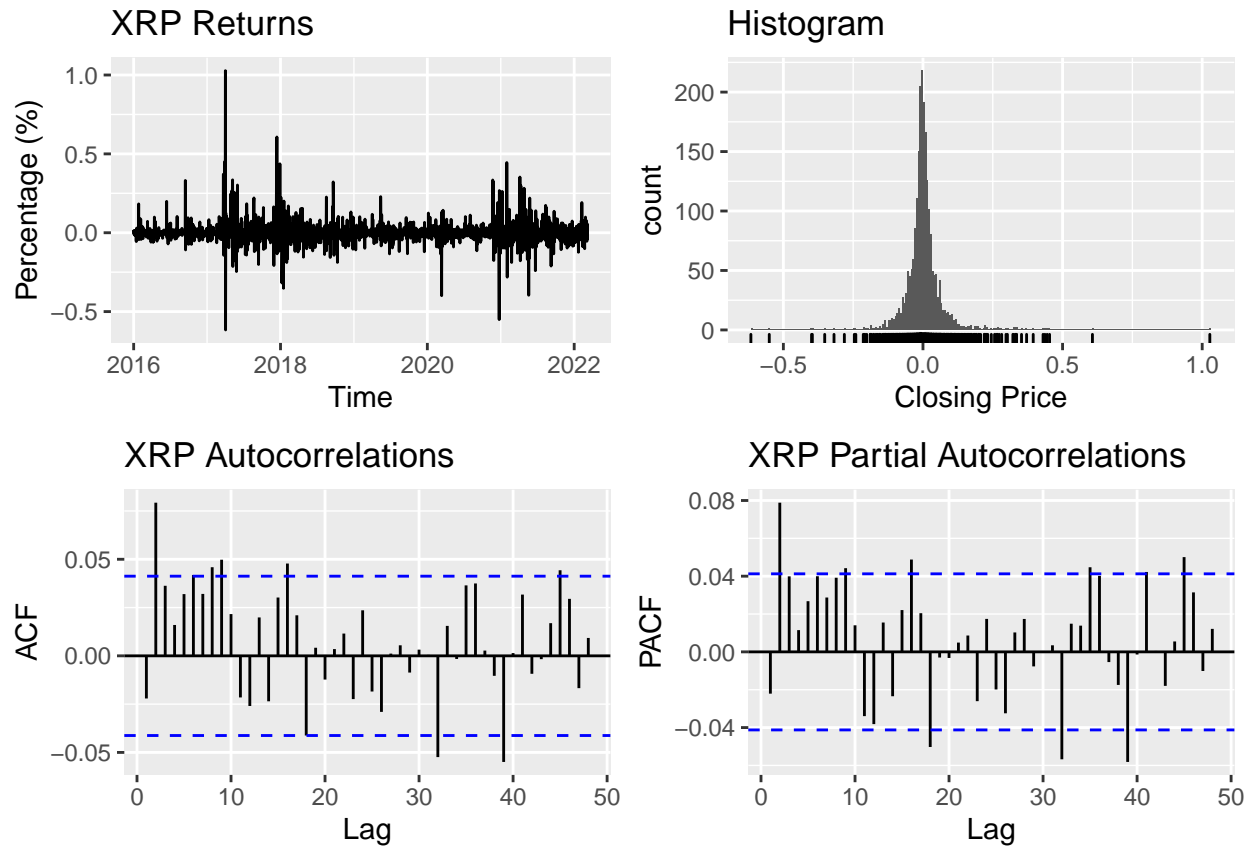 XRP Returns
Percentage (%)
1.0
0.5
0.0
−0.5
2016 2018 2020 2022
Time
Histogram
count
200
150
100
50
0
−0.5 0.0 0.5 1.0
Closing Price
XRP Autocorrelations
ACF
0.05
0.00
−0.05
0 10 20 30 40 50
Lag
XRP Partial Autocorrelations
PACF
0.08
0.04
0.00
−0.04
0 10 20 30 40 50
Lag